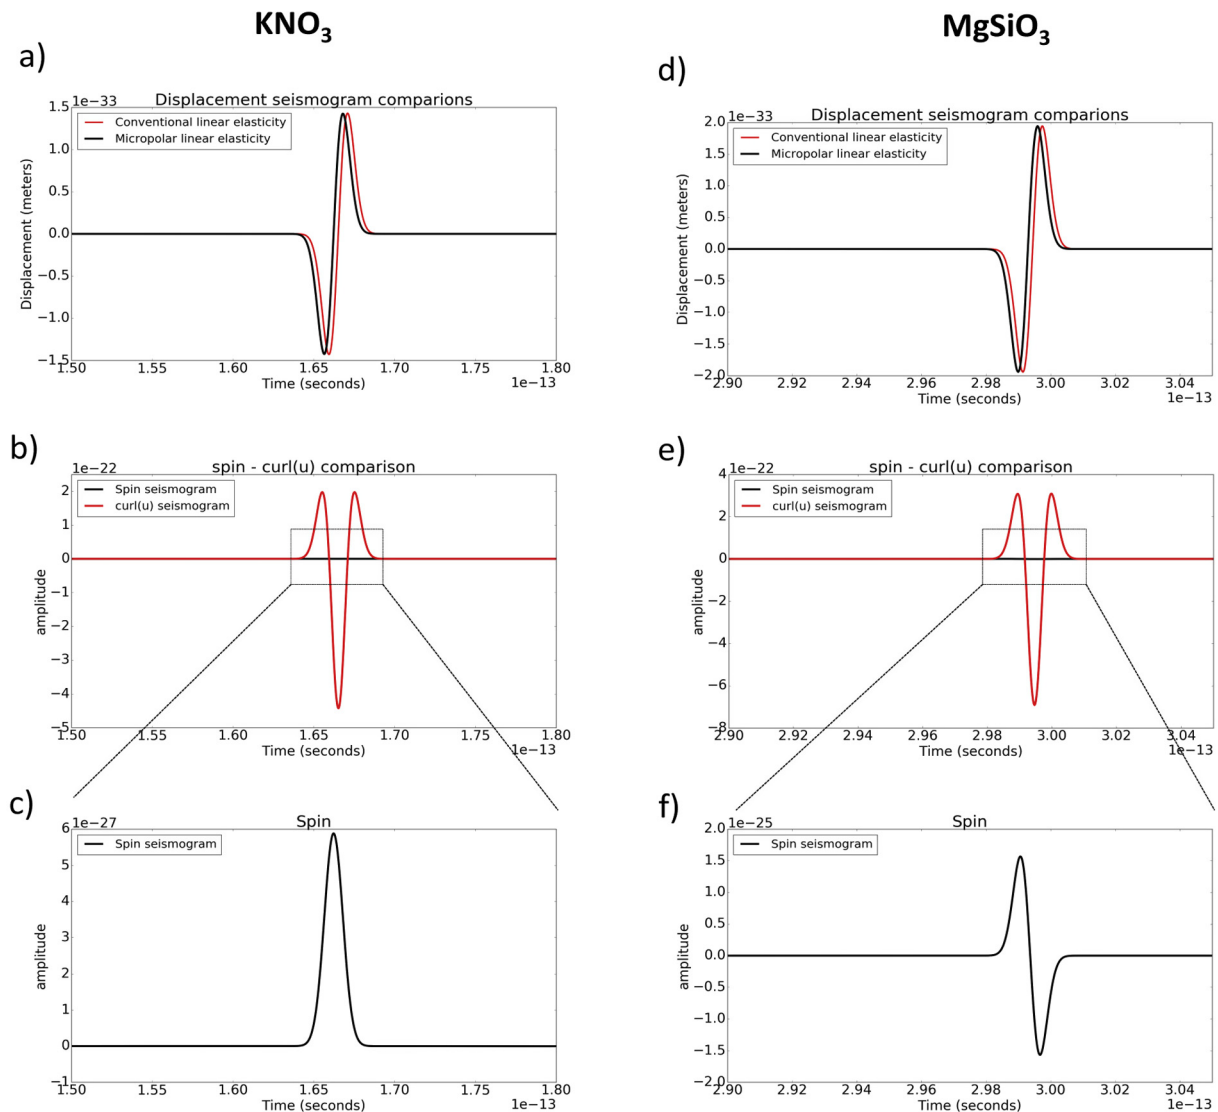 KNO3
MgSiO3
a)
1e−33
Displacement seismogram comparions
Conventional linear elasticity
Micropolar linear elasticity
Displacement (meters)
1.5
1.0
0.5
0.0
−0.5
−1.0
−1.5
1.50 1.55 1.60 1.65 1.70 1.75 1.80
Time (seconds)
1e−13
d)
1e−33
Displacement seismogram comparions
Conventional linear elasticity
Micropolar linear elasticity
Displacement (meters)
2.0
1.5
1.0
0.5
0.0
−0.5
−1.0
−1.5
−2.0
2.90 2.92 2.94 2.96 2.98 3.00 3.02 3.04
Time (seconds)
1e−13
b)
1e−22
spin - curl(u) comparison
Spin seismogram
curl(u) seismogram
amplitude
2
1
0
−1
−2
−3
−4
−5
1.50 1.55 1.60 1.65 1.70 1.75 1.80
Time (seconds)
1e−13
e)
1e−22
spin - curl(u) comparison
Spin seismogram
curl(u) seismogram
amplitude
4
2
0
−2
−4
−6
−8
2.90 2.92 2.94 2.96 2.98 3.00 3.02 3.04
Time (seconds)
1e−13
c)
1e−27
Spin
Spin seismogram
amplitude
6
5
4
3
2
1
0
−1
1.50 1.55 1.60 1.65 1.70 1.75 1.80
Time (seconds)
1e−13
f)
1e−25
Spin
Spin seismogram
amplitude
2.0
1.5
1.0
0.5
0.0
−0.5
−1.0
−1.5
−2.0
2.90 2.92 2.94 2.96 2.98 3.00 3.02 3.04
Time (seconds)
1e−13